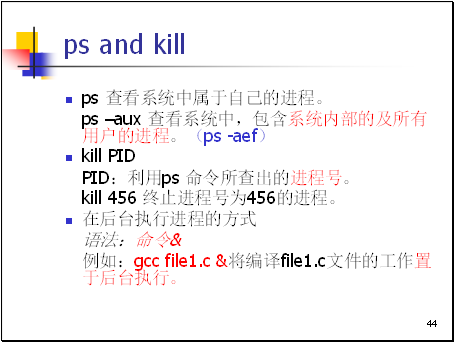 ps and kill
ps 查看系统中属于自己的进程。
ps –aux 查看系统中，包含系统内部的及所有
用户的进程。（ps -aef）
kill PID
PID：利用ps 命令所查出的进程号。
kill 456 终止进程号为456的进程。
在后台执行进程的方式
语法：命令&
例如：gcc file1.c &将编译file1.c文件的工作置
于后台执行。
44